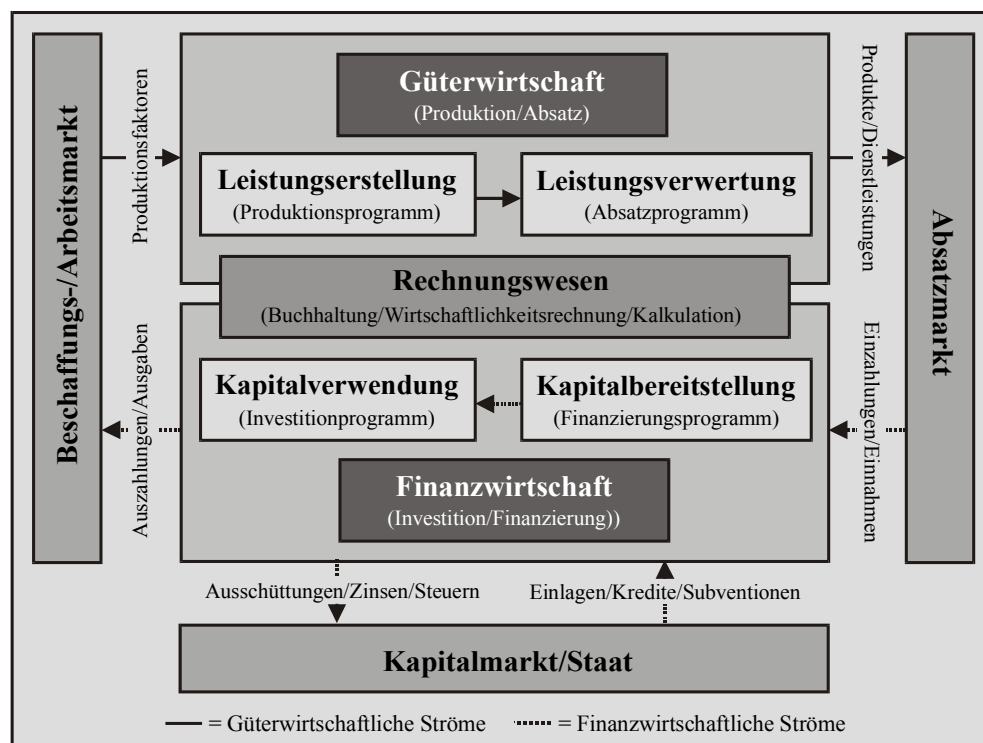 Beschaffungs-/Arbeitsmarkt
Produktionsfaktoren
Güterwirtschaft
(Produktion/Absatz)
Leistungserstellung
(Produktionsprogramm)
Leistungsverwertung
(Absatzprogramm)
Produkte/Dienstleistungen
Absatzmarkt
Rechnungswesen
(Buchhaltung/Wirtschaftlichkeitsrechnung/Kalkulation)
Auszahlungen/Ausgaben
Kapitalverwendung
(Investitionprogramm)
Kapitalbereitstellung
(Finanzierungsprogramm)
Einzahlungen/Einnahmen
Finanzwirtschaft
(Investition/Finanzierung))
Ausschüttungen/Zinsen/Steuern
Einlagen/Kredite/Subventionen
Kapitalmarkt/Staat
= Güterwirtschaftliche Ströme
= Finanzwirtschaftliche Ströme